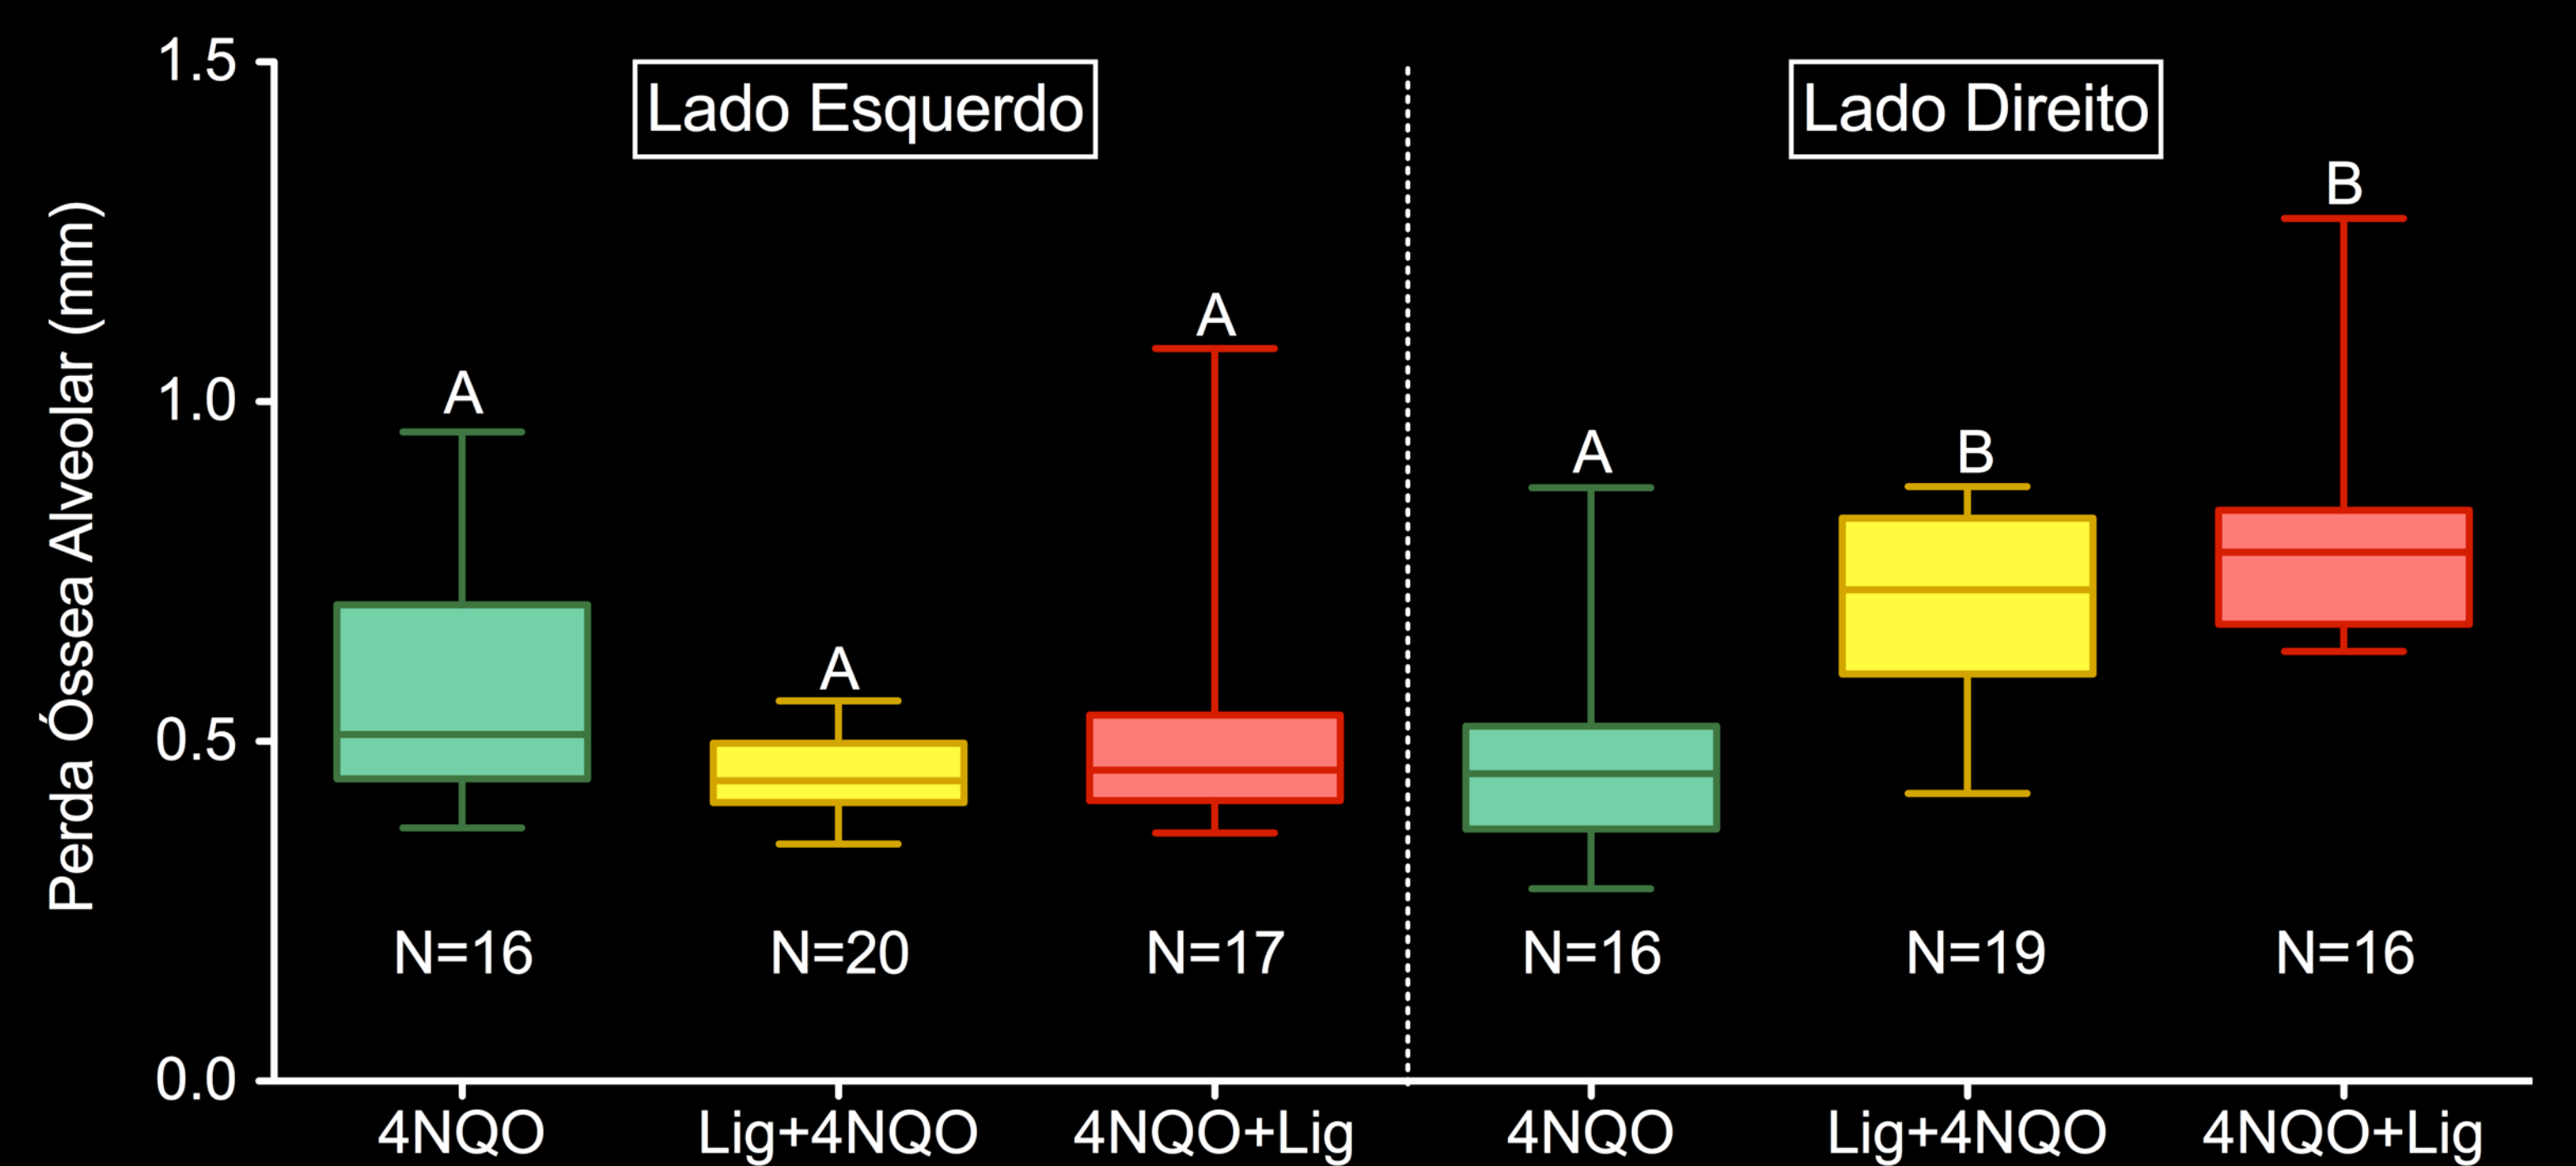 Perda Óssea Alveolar (mm)
1.5
1.0
0.5
0.0
Lado Esquerdo
Lado Direito
A
A
A
A
B
B
N=16
N=20
N=17
N=16
N=19
N=16
4NQO
Lig+4NQO
4NQO+Lig
4NQO
Lig+4NQO
4NQO+Lig